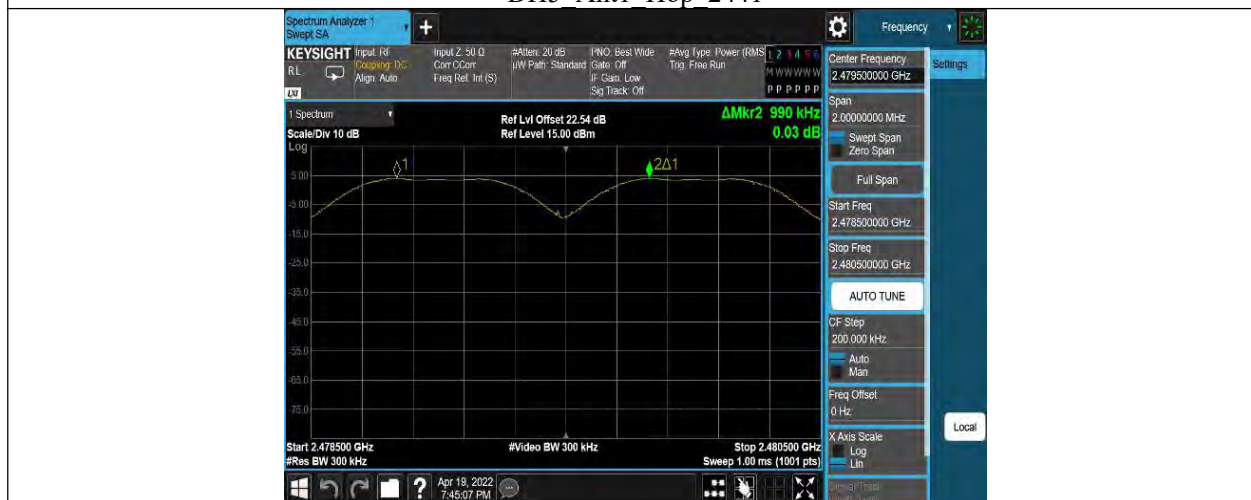 DH5_Ant1_Hop_2441
Spectrum Analyzer 1
Swept SA
+
Frequency
KEYSIGHT
RL
LXI
Input: RF
Coupling: DC
Align: Auto
Input Z: 50 Ω
Corr CCorr
Freq Ref: Int (S)
#Atten: 20 dB
µW Path: Standard
PNO: Best Wide
Gate: Off
IF Gain: Low
Sig Track: Off
#Avg Type: Power (RMS
Trig: Free Run
1 2 3 4 5 6
M W W W W W
P P P P P P
1 Spectrum
Scale/Div 10 dB
Log
Ref Lvl Offset 22.54 dB
Ref Level 15.00 dBm
ΔMkr2 990 kHz
0.03 dB
1
2Δ1
5.00
-5.00
-15.0
-25.0
-35.0
-45.0
-55.0
-65.0
-75.0
Start 2.478500 GHz
#Res BW 300 kHz
#Video BW 300 kHz
Stop 2.480500 GHz
Sweep 1.00 ms (1001 pts)
Center Frequency
2.479500000 GHz
Settings
Span
2.00000000 MHz
Swept Span
Zero Span
Full Span
Start Freq
2.478500000 GHz
Stop Freq
2.480500000 GHz
AUTO TUNE
CF Step
200.000 kHz
Auto
Man
Freq Offset
0 Hz
X Axis Scale
Log
Lin
Local
?
Apr 19, 2022
7:45:07 PM